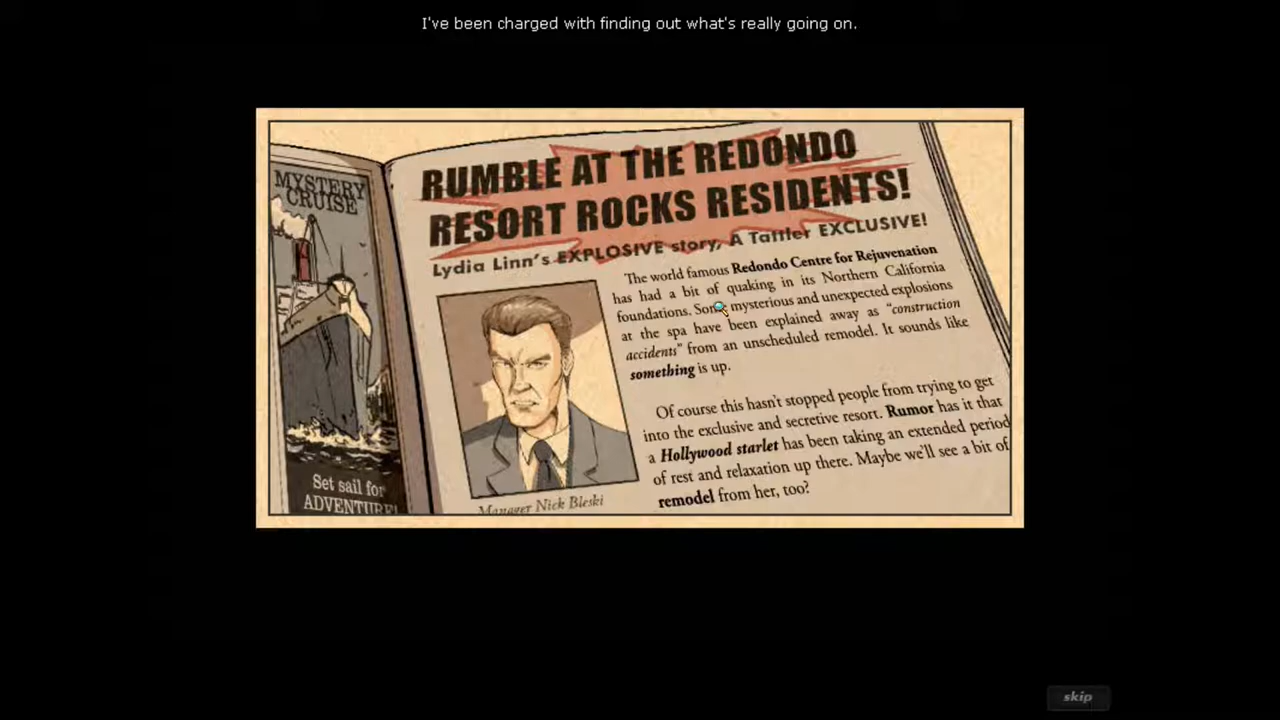 I've been charged with finding out what's really going on.
MYSTERY
CRUISE
Set sail for
ADVENTURE!
RUMBLE AT THE REDONDO
RESORT ROCKS RESIDENTS!
Lydia Linn's EXPLOSIVE story, A Tattler EXCLUSIVE!
Manager Nick Bleski
The world famous Redondo Centre for Rejuvenation
has had a bit of quaking in its Northern California
foundations. Some mysterious and unexpected explosions
at the spa have been explained away as "construction
accidents" from an unscheduled remodel. It sounds like
something is up.
Of course this hasn't stopped people from trying to get
into the exclusive and secretive resort. Rumor has it that
a Hollywood starlet has been taking an extended period
of rest and relaxation up there. Maybe we'll see a bit of
remodel from her, too?
skip